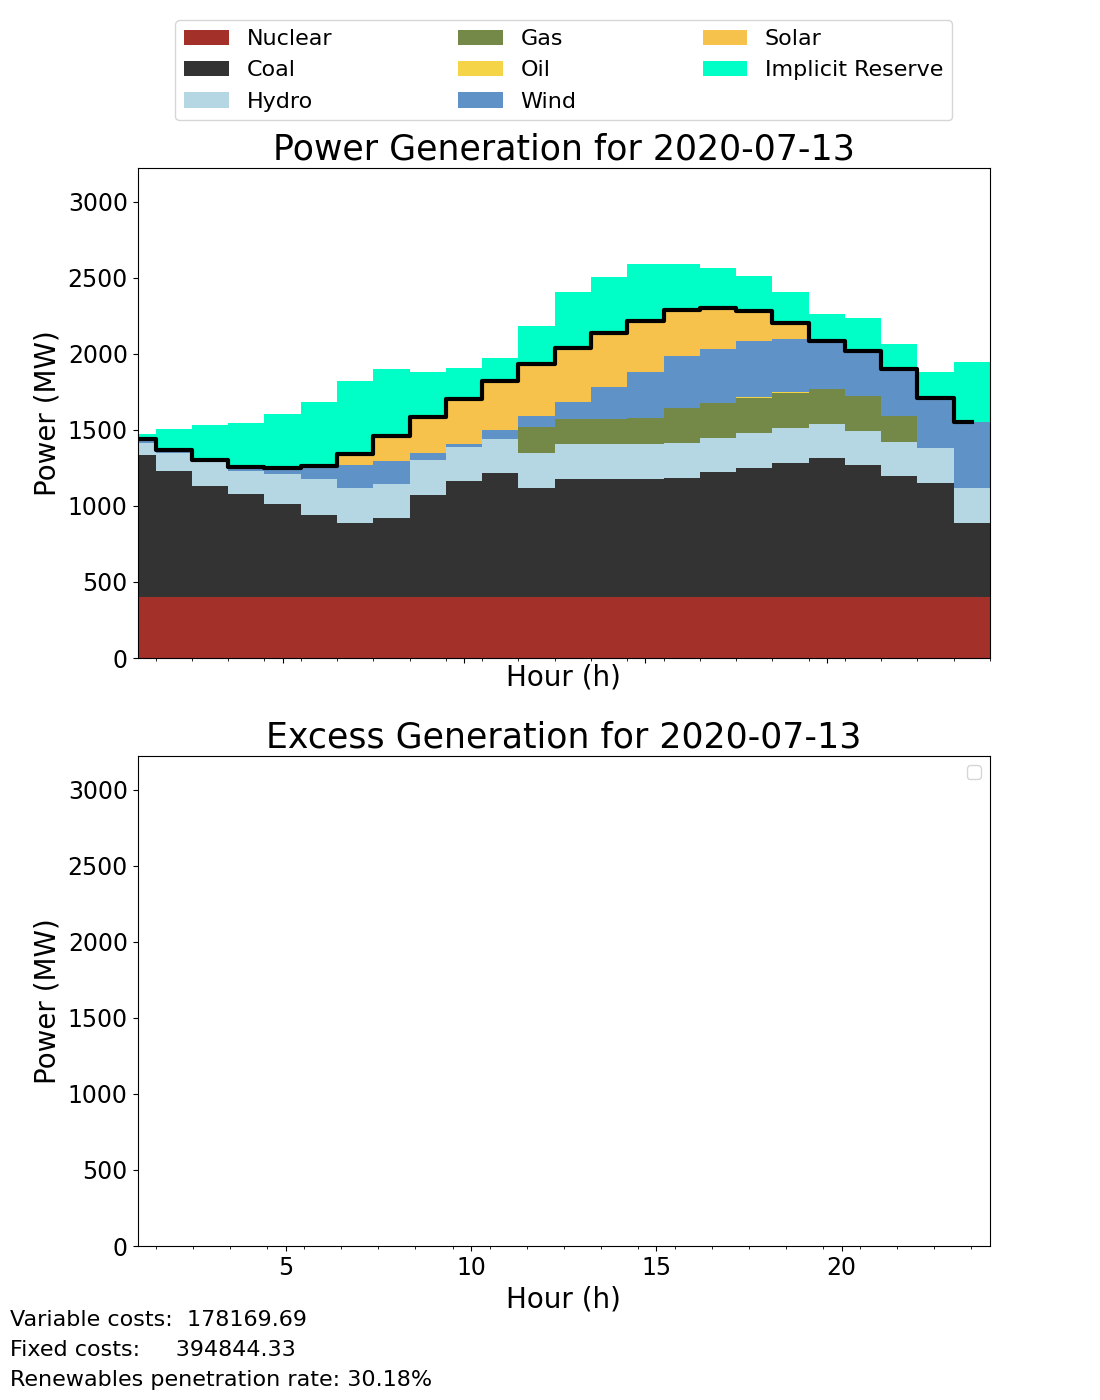 Nuclear
Coal
Hydro
Gas
Oil
Wind
Solar
Implicit Reserve
Power Generation for 2020-07-13
3000
2500
2000
1500
1000
500
0
Power (MW)
Hour (h)
Excess Generation for 2020-07-13
3000
2500
2000
1500
1000
500
0
Power (MW)
5 10 15 20
Hour (h)
Variable costs: 178169.69
Fixed costs: 394844.33
Renewables penetration rate: 30.18%